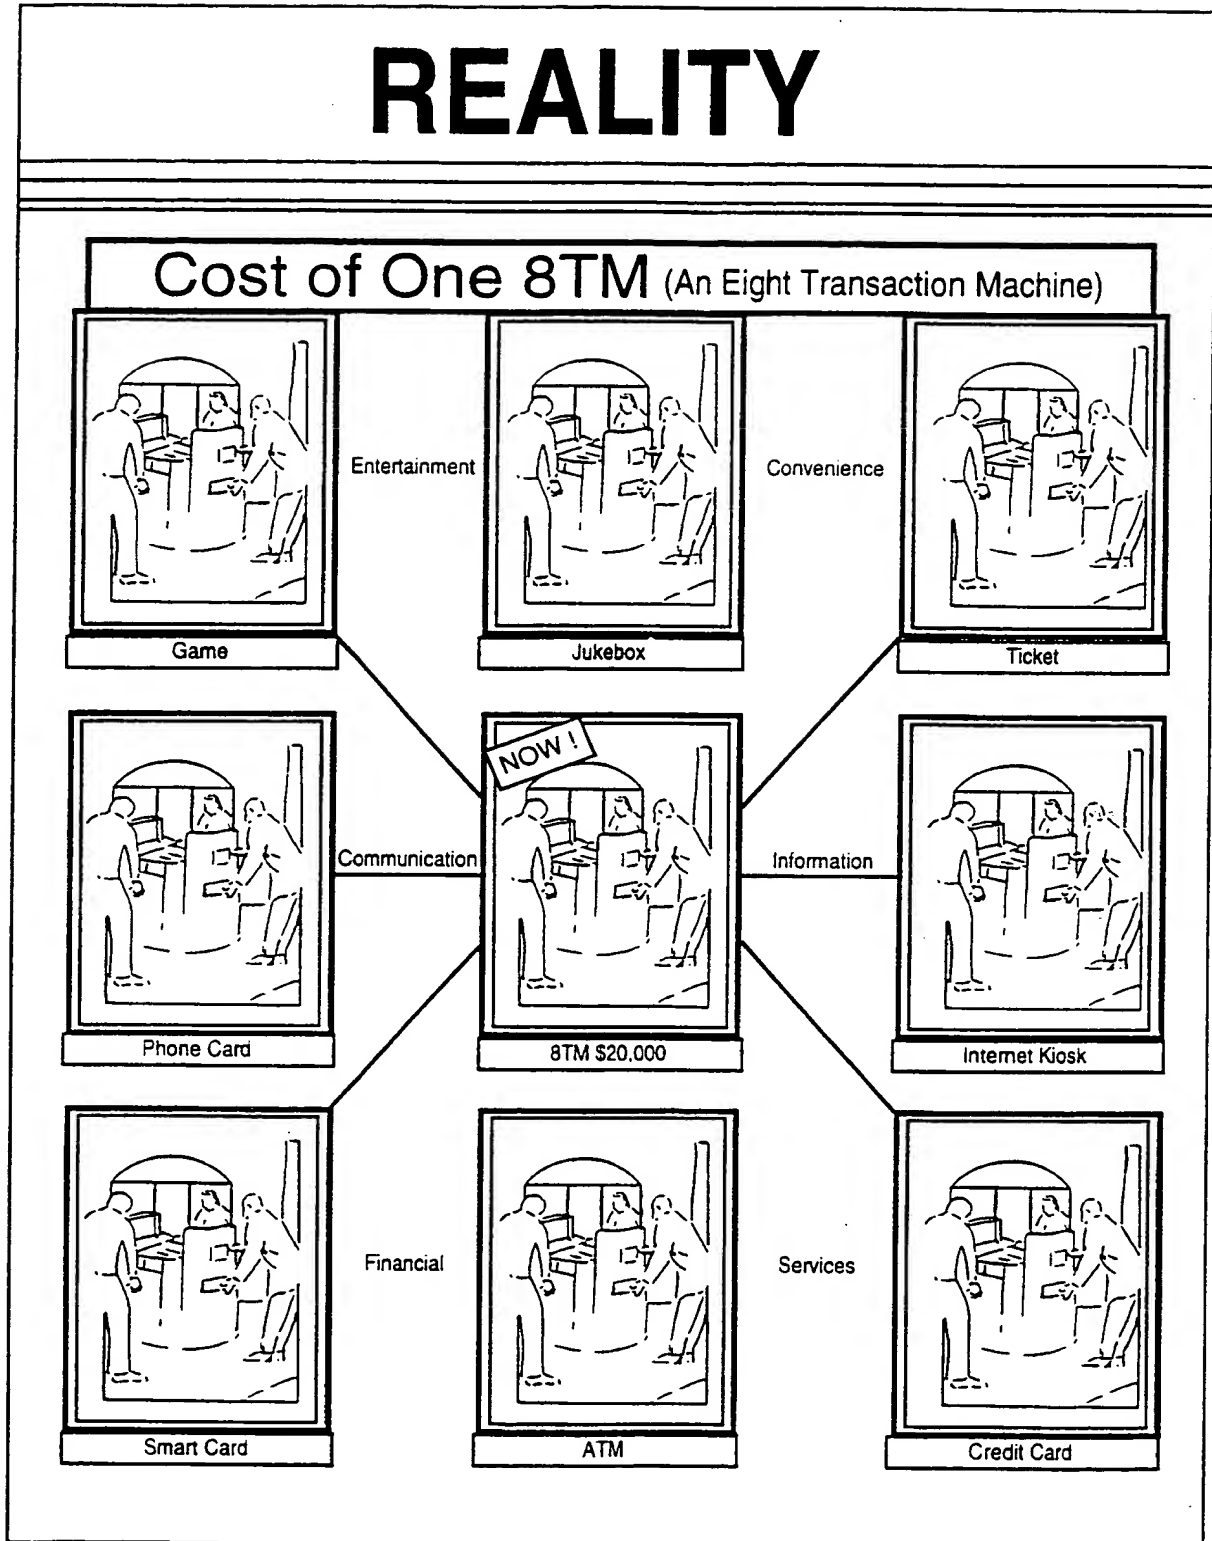 REALITY
Cost of One 8TM (An Eight Transaction Machine)
Entertainment
Convenience
Game
Jukebox
Ticket
NOW !
Communication
Information
Phone Card
8TM $20,000
Internet Kiosk
Financial
Services
Smart Card
ATM
Credit Card